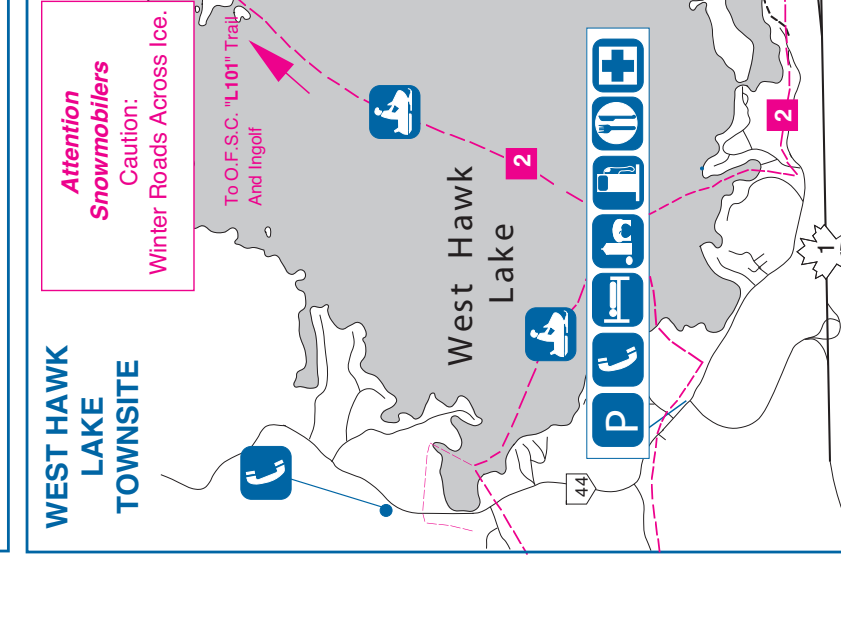 WEST HAWK
LAKE
TOWNSITE
Attention
Snowmobilers
Caution:
Winter Roads Across Ice.
To O.F.S.C. "L101" Trail
And Ingolf
West Hawk
Lake
2
2
44
1
P